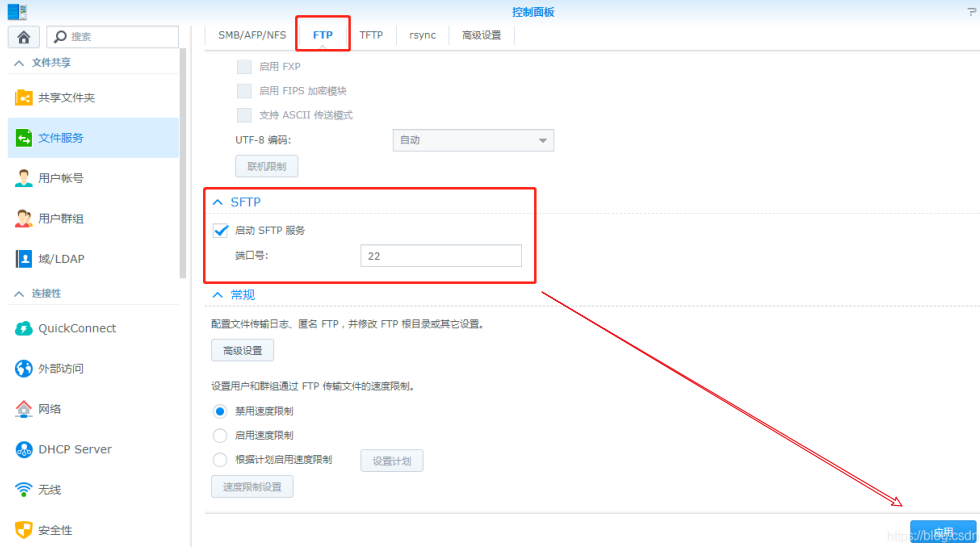 控制面板
搜索
SMB/AFP/NFS FTP TFTP rsync 高级设置
文件共享
共享文件夹
文件服务
用户帐号
用户群组
域/LDAP
连接性
QuickConnect
外部访问
网络
DHCP Server
无线
安全性
启用 FXP
启用 FIPS 加密模块
支持 ASCII 传送模式
UTF-8 编码: 自动
联机限制
SFTP
启动 SFTP 服务
端口号: 22
常规
配置文件传输日志、匿名 FTP，并修改 FTP 根目录或其它设置。
高级设置
设置用户和群组通过 FTP 传输文件的速度限制。
禁用速度限制
启用速度限制
根据计划启用速度限制 设置计划
速度限制设置
应用
https://blog.csdn